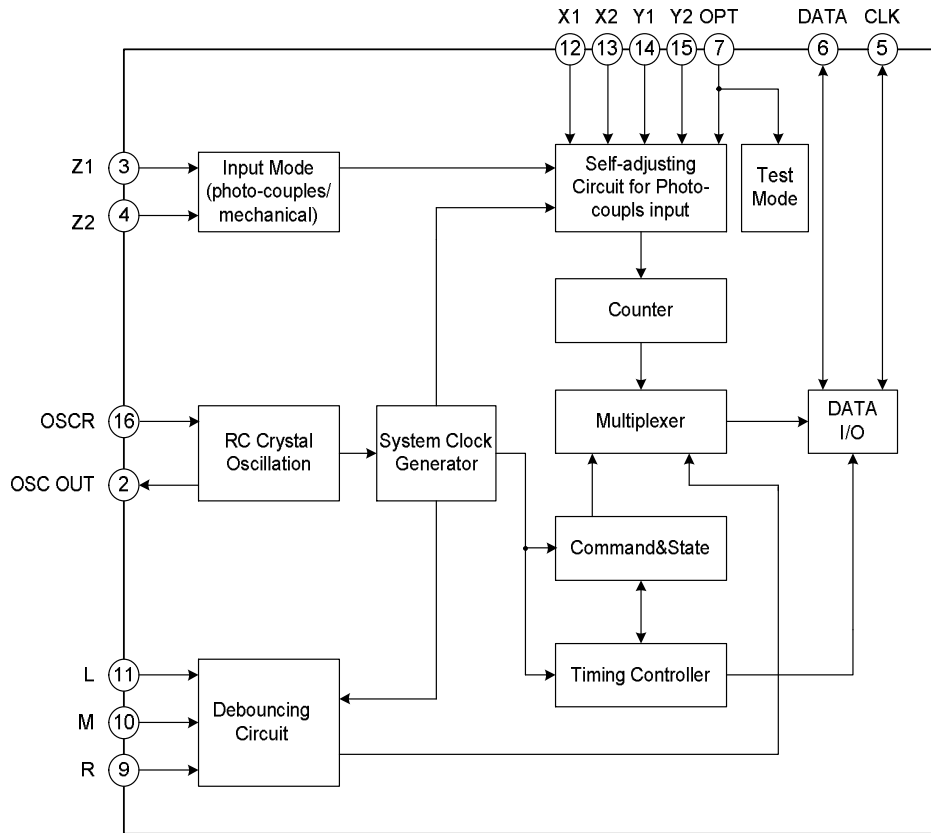 X1 X2 Y1 Y2 OPT DATA CLK
12 13 14 15 7 6 5
Z1 3
Z2 4
Input Mode
(photo-couples/
mechanical)
Self-adjusting
Circuit for Photo-
coupls input
Test
Mode
Counter
OSCR 16
OSC OUT 2
RC Crystal
Oscillation
System Clock
Generator
Multiplexer
DATA
I/O
Command&State
Timing Controller
L 11
M 10
R 9
Debouncing
Circuit